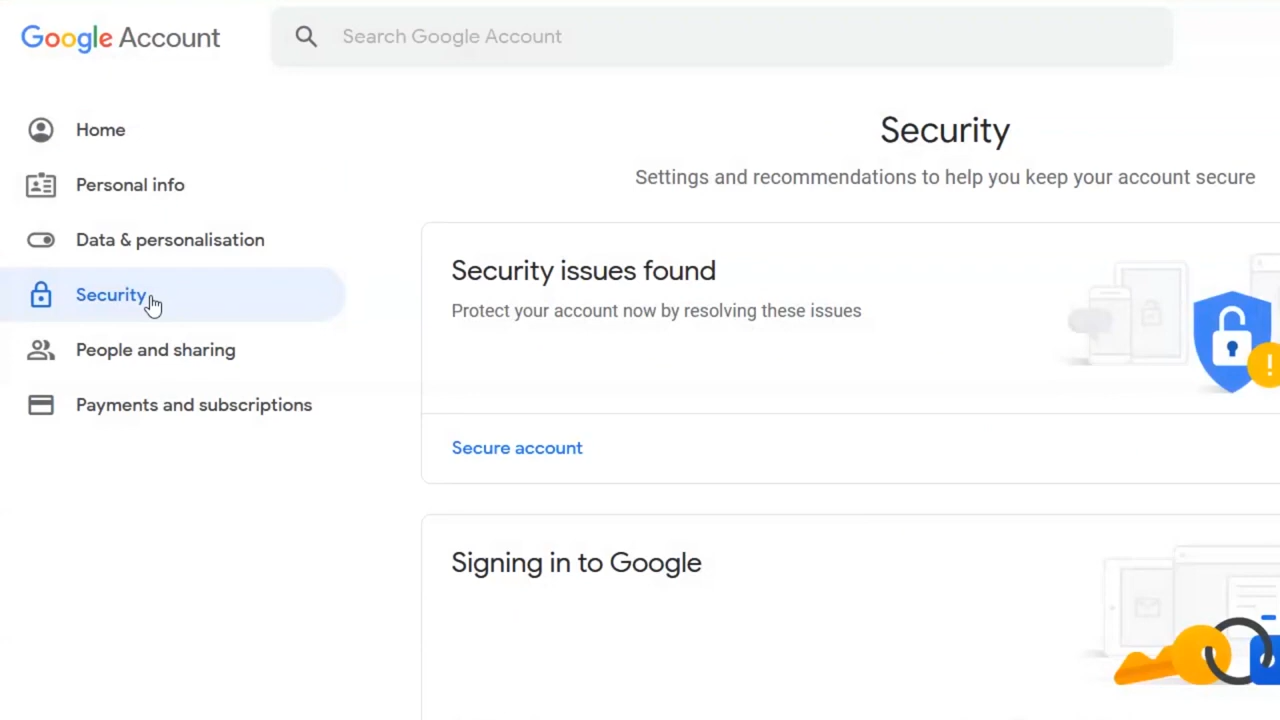 Google Account
Search Google Account
Home
Personal info
Data & personalisation
Security
People and sharing
Payments and subscriptions
Security
Settings and recommendations to help you keep your account secure
Security issues found
Protect your account now by resolving these issues
Secure account
Signing in to Google